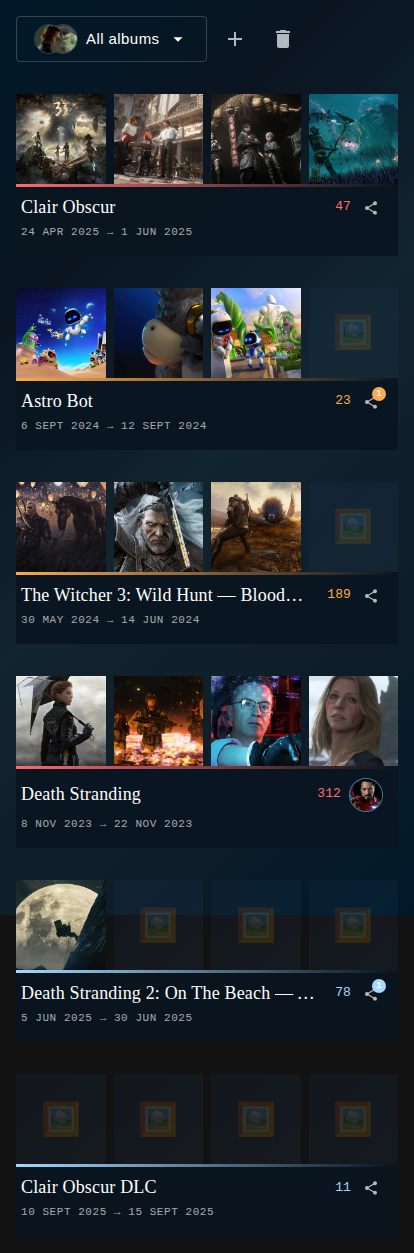 All albums
33
Clair Obscur
47
24 APR 2025 → 1 JUN 2025
Astro Bot
23
1
6 SEPT 2024 → 12 SEPT 2024
The Witcher 3: Wild Hunt — Blood…
189
30 MAY 2024 → 14 JUN 2024
Death Stranding
312
8 NOV 2023 → 22 NOV 2023
Death Stranding 2: On The Beach — …
78
1
5 JUN 2025 → 30 JUN 2025
Clair Obscur DLC
11
10 SEPT 2025 → 15 SEPT 2025